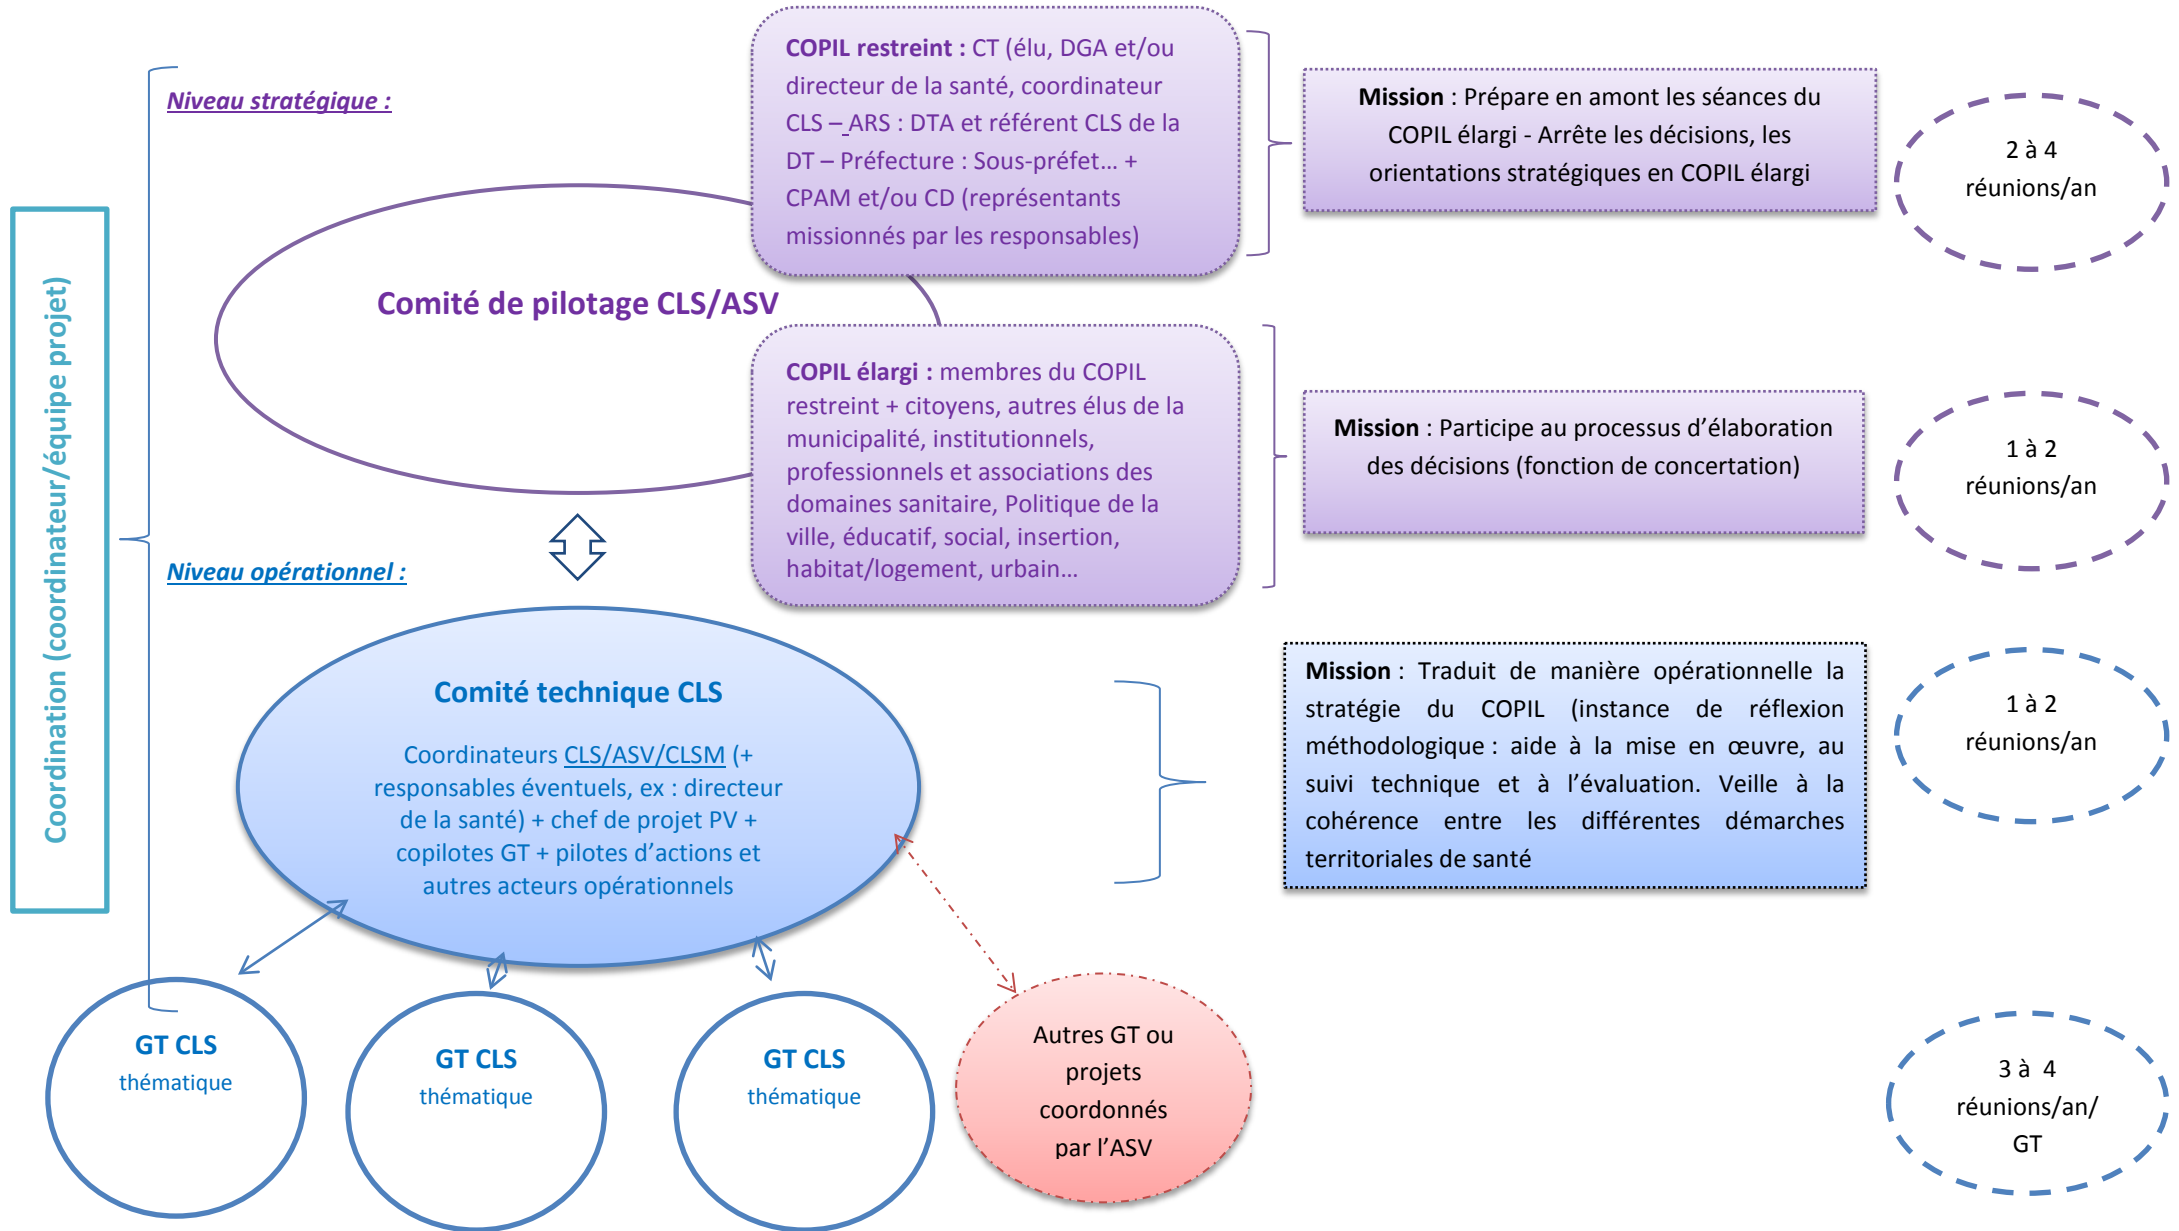 Coordination (coordinateur/équipe projet)
Niveau stratégique :
Comité de pilotage CLS/ASV
COPIL restreint : CT (élu, DGA et/ou
directeur de la santé, coordinateur
CLS – ARS : DTA et référent CLS de la
DT – Préfecture : Sous-préfet… +
CPAM et/ou CD (représentants
missionnés par les responsables)
Mission : Prépare en amont les séances du
COPIL élargi - Arrête les décisions, les
orientations stratégiques en COPIL élargi
2 à 4
réunions/an
COPIL élargi : membres du COPIL
restreint + citoyens, autres élus de la
municipalité, institutionnels,
professionnels et associations des
domaines sanitaire, Politique de la
ville, éducatif, social, insertion,
habitat/logement, urbain…
Mission : Participe au processus d’élaboration
des décisions (fonction de concertation)
1 à 2
réunions/an
Niveau opérationnel :
Comité technique CLS
Coordinateurs CLS/ASV/CLSM (+
responsables éventuels, ex : directeur
de la santé) + chef de projet PV +
copilotes GT + pilotes d’actions et
autres acteurs opérationnels
Mission : Traduit de manière opérationnelle la
stratégie du COPIL (instance de réflexion
méthodologique : aide à la mise en œuvre, au
suivi technique et à l’évaluation. Veille à la
cohérence entre les différentes démarches
territoriales de santé
1 à 2
réunions/an
GT CLS
thématique
GT CLS
thématique
GT CLS
thématique
Autres GT ou
projets
coordonnés
par l’ASV
3 à 4
réunions/an/
GT